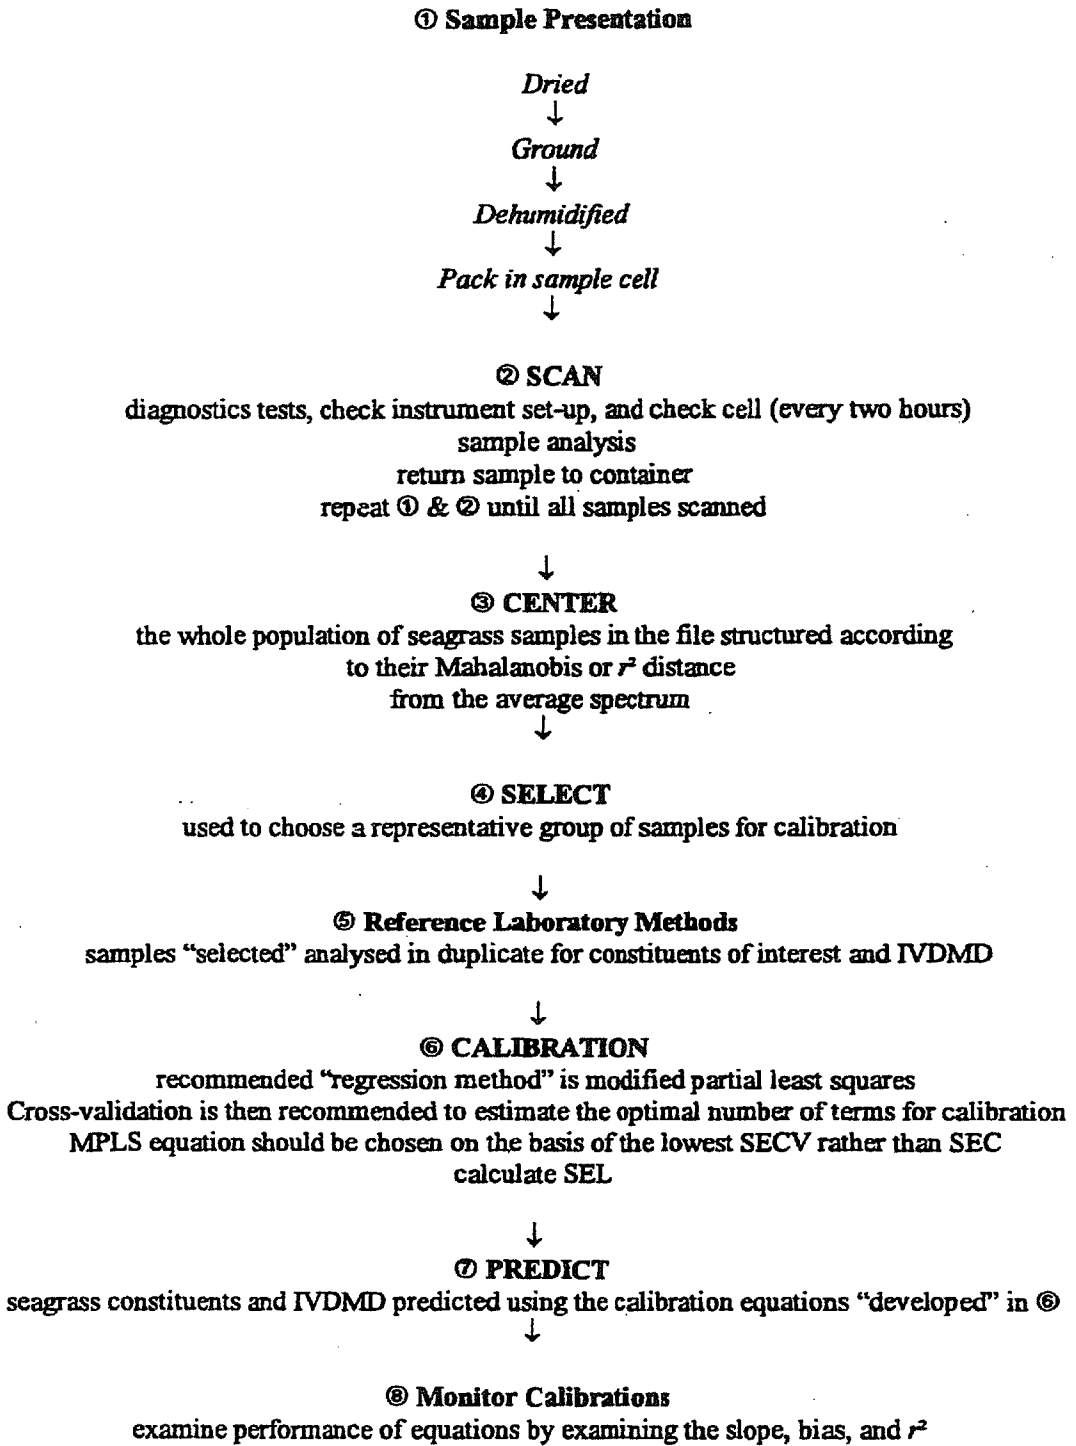 ① Sample Presentation
Dried
↓
Ground
↓
Dehumidified
↓
Pack in sample cell
↓
② SCAN
diagnostics tests, check instrument set-up, and check cell (every two hours)
sample analysis
return sample to container
repeat ① & ② until all samples scanned
↓
③ CENTER
the whole population of seagrass samples in the file structured according
to their Mahalanobis or r² distance
from the average spectrum
↓
④ SELECT
used to choose a representative group of samples for calibration
↓
⑤ Reference Laboratory Methods
samples “selected” analysed in duplicate for constituents of interest and IVDMD
↓
⑥ CALIBRATION
recommended “regression method” is modified partial least squares
Cross-validation is then recommended to estimate the optimal number of terms for calibration
MPLS equation should be chosen on the basis of the lowest SECV rather than SEC
calculate SEL
↓
⑦ PREDICT
seagrass constituents and IVDMD predicted using the calibration equations “developed” in ⑥
↓
⑧ Monitor Calibrations
examine performance of equations by examining the slope, bias, and r²